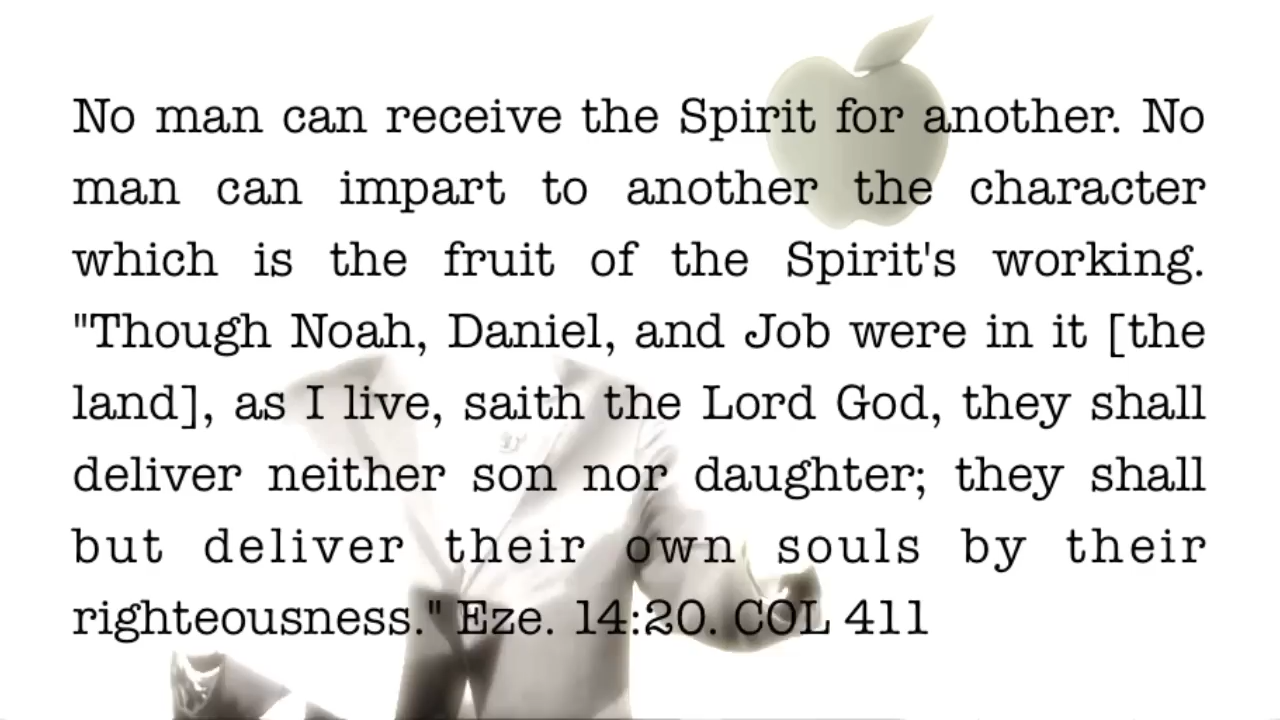 No man can receive the Spirit for another. No
man can impart to another the character
which is the fruit of the Spirit's working.
"Though Noah, Daniel, and Job were in it [the
land], as I live, saith the Lord God, they shall
deliver neither son nor daughter; they shall
but deliver their own souls by their
righteousness." Eze. 14:20. COL 411